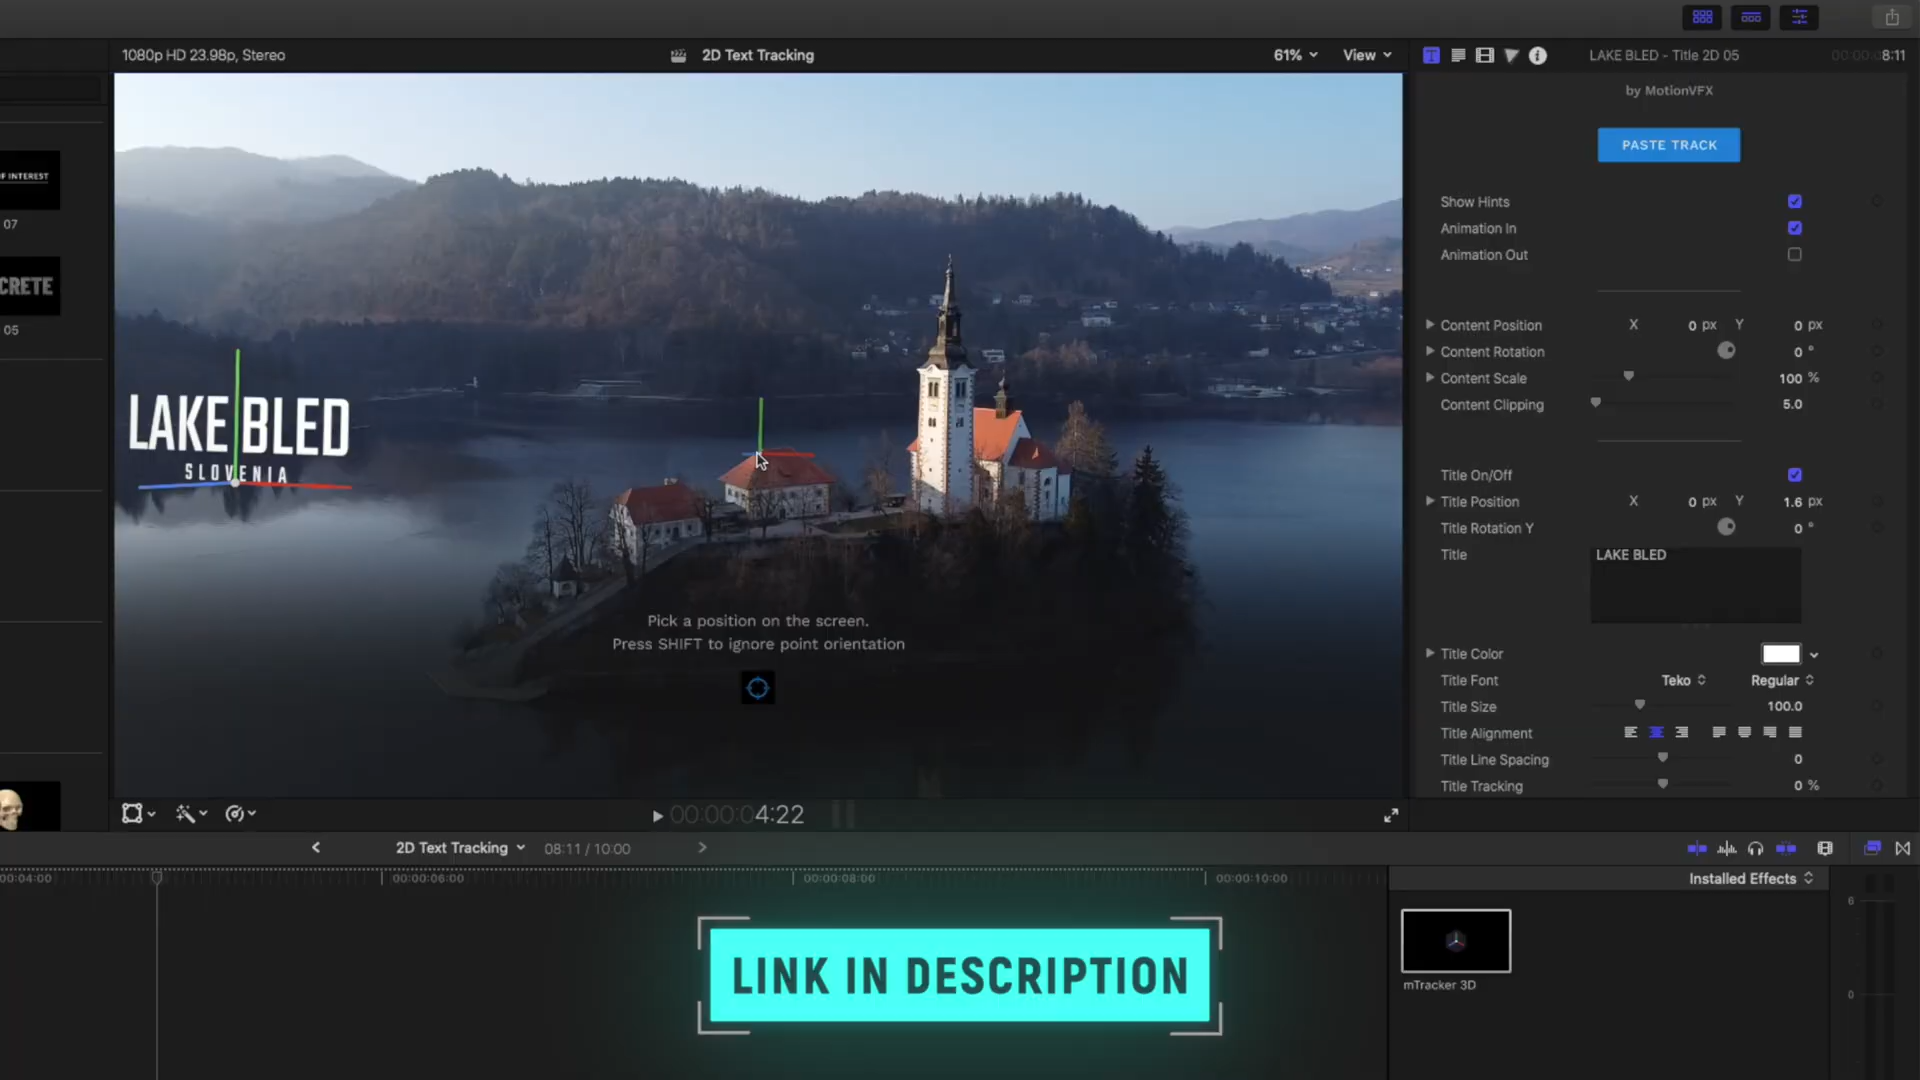 1080p HD 23.98p, Stereo
2D Text Tracking
61%
View
LAKE BLED - Title 2D 05
00:00:08:11
by MotionVFX
PASTE TRACK
OF INTEREST
07
CRETE
05
Show Hints
Animation In
Animation Out
Content Position X 0 px Y 0 px
Content Rotation 0 °
Content Scale 100 %
Content Clipping 5.0
LAKE BLED
SLOVENIA
Title On/Off
Title Position X 0 px Y 1.6 px
Title Rotation Y 0 °
Title LAKE BLED
Pick a position on the screen.
Press SHIFT to ignore point orientation
Title Color
Title Font Teko Regular
Title Size 100.0
Title Alignment
Title Line Spacing 0
Title Tracking 0 %
00:00:04:22
2D Text Tracking 08:11 / 10:00
00:04:00 00:00:06:00 00:00:08:00 00:00:10:00
Installed Effects
6
LINK IN DESCRIPTION
mTracker 3D
0